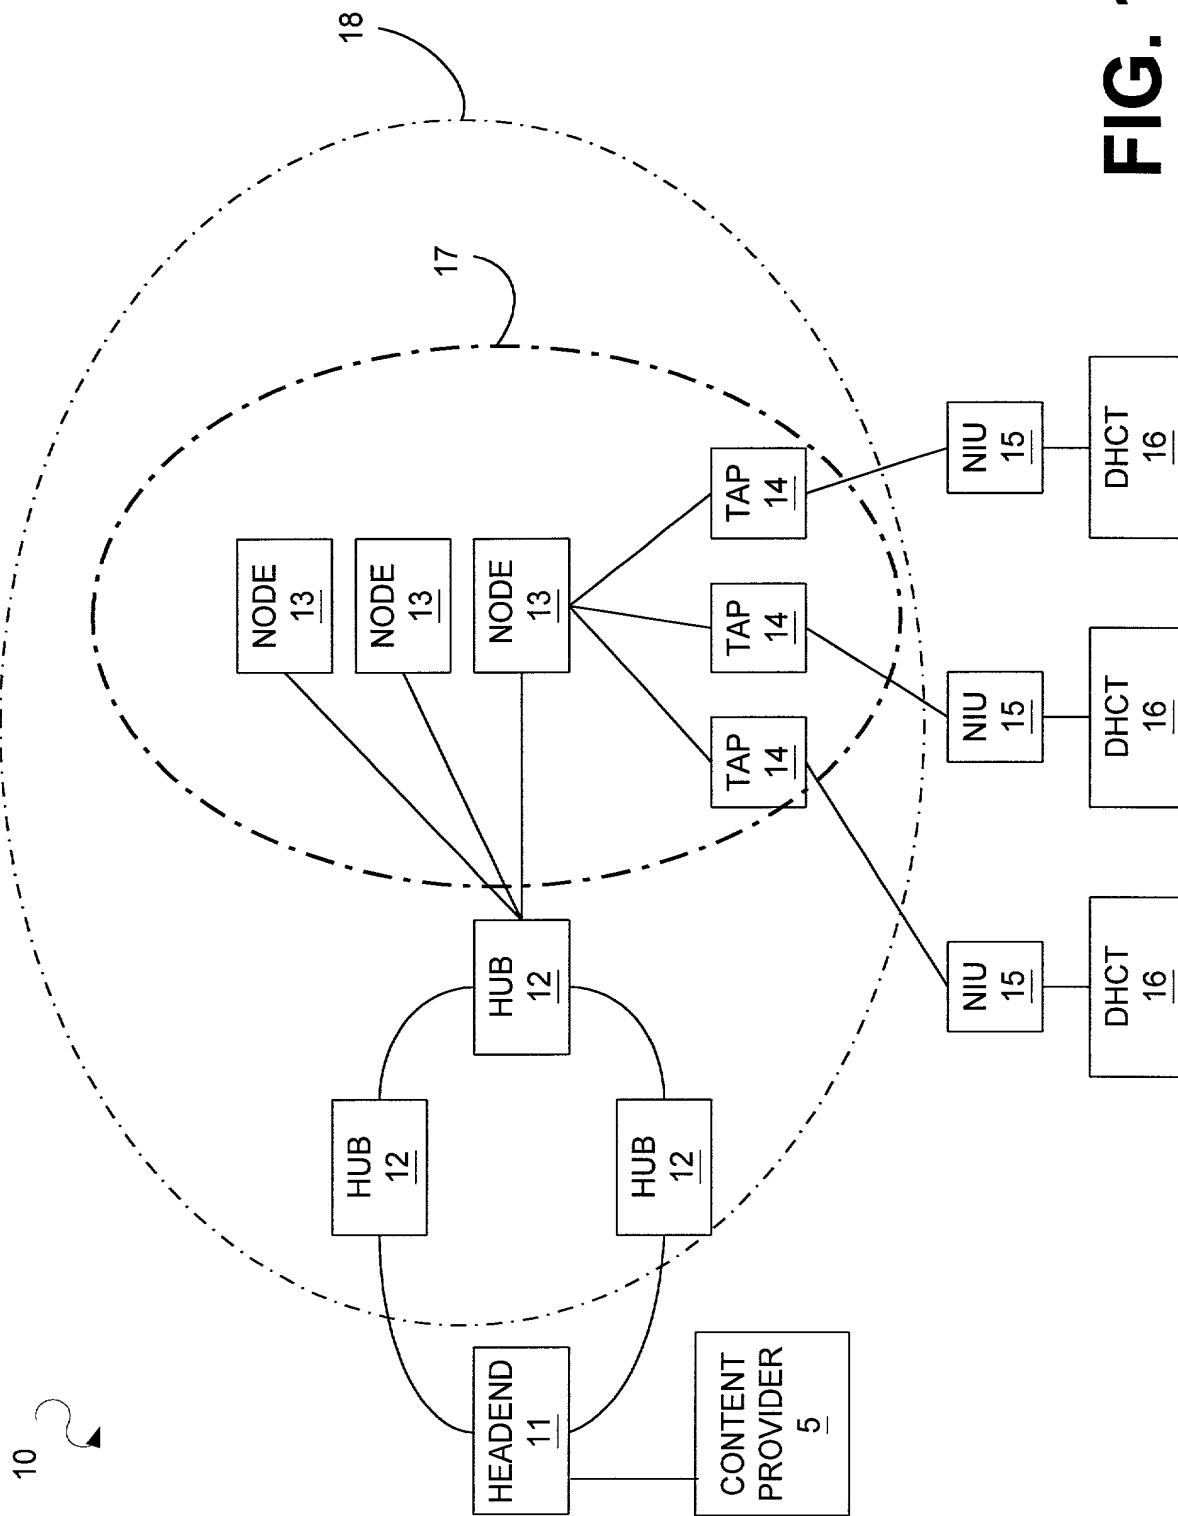 10
NODE
13
18
HUB
12
NODE
13
17
HEADEND
11
HUB
12
NODE
13
HUB
12
CONTENT
PROVIDER
5
TAP
14
TAP
14
TAP
14
NIU
15
NIU
15
NIU
15
DHCT
16
DHCT
16
DHCT
16
FIG.